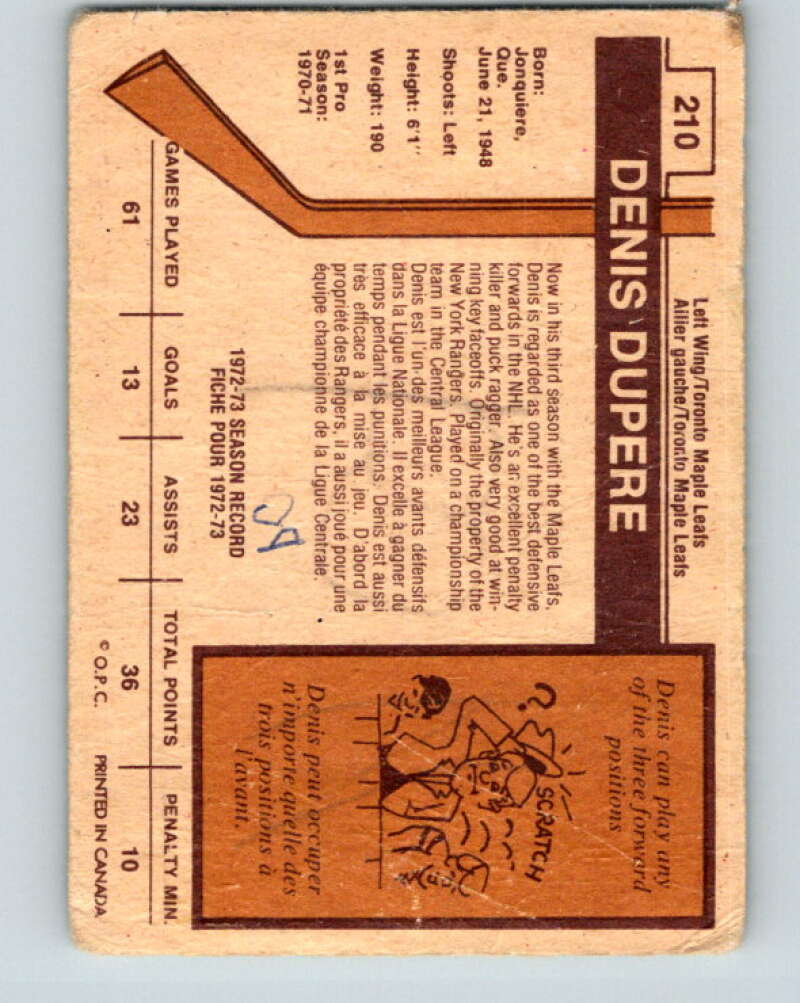 210
Left Wing/Toronto Maple Leafs
Ailier gauche/Toronto Maple Leafs
DENIS DUPERE
Born:
Jonquiere,
Que.
June 21, 1948
Shoots: Left
Height: 6'1''
Weight: 190
1st Pro
Season:
1970-71
Now in his third season with the Maple Leafs,
Denis is regarded as one of the best defensive
forwards in the NHL. He's an excellent penalty
killer and puck ragger. Also very good at win-
ning key faceoffs. Originally the property of the
New York Rangers. Played on a championship
team in the Central League.
Denis est l'un des meilleurs avants défensifs
dans la Ligue Nationale. Il excelle à gagner du
temps pendant les punitions. Denis est aussi
très efficace à la mise au jeu. D'abord la
propriété des Rangers, il a aussi joué pour une
équipe championne de la Ligue Centrale.
Denis can play any
of the three forward
positions
?
SCRATCH
Denis peut occuper
n'importe quelle des
trois positions à
l'avant.
1972-73 SEASON RECORD
FICHE POUR 1972-73
GAMES PLAYED GOALS ASSISTS TOTAL POINTS PENALTY MIN.
61 13 23 36 10
© O.P.C. PRINTED IN CANADA